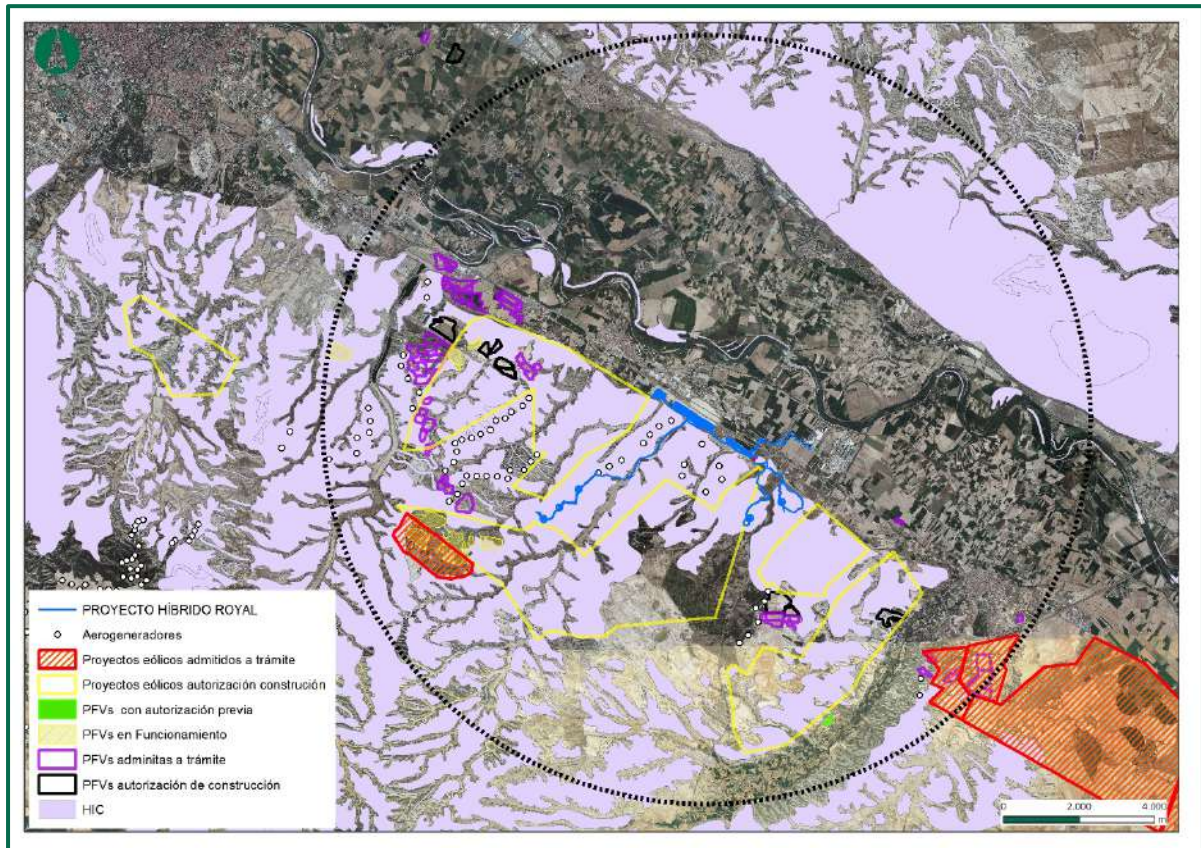 PROYECTO HÍBRIDO ROYAL
Aerogeneradores
Proyectos eólicos admitidos a trámite
Proyectos eólicos autorización construción
PFVs con autorización previa
PFVs en Funcionamiento
PFVs adminitas a trámite
PFVs autorización de construcción
HIC
0 2.000 4.000
m